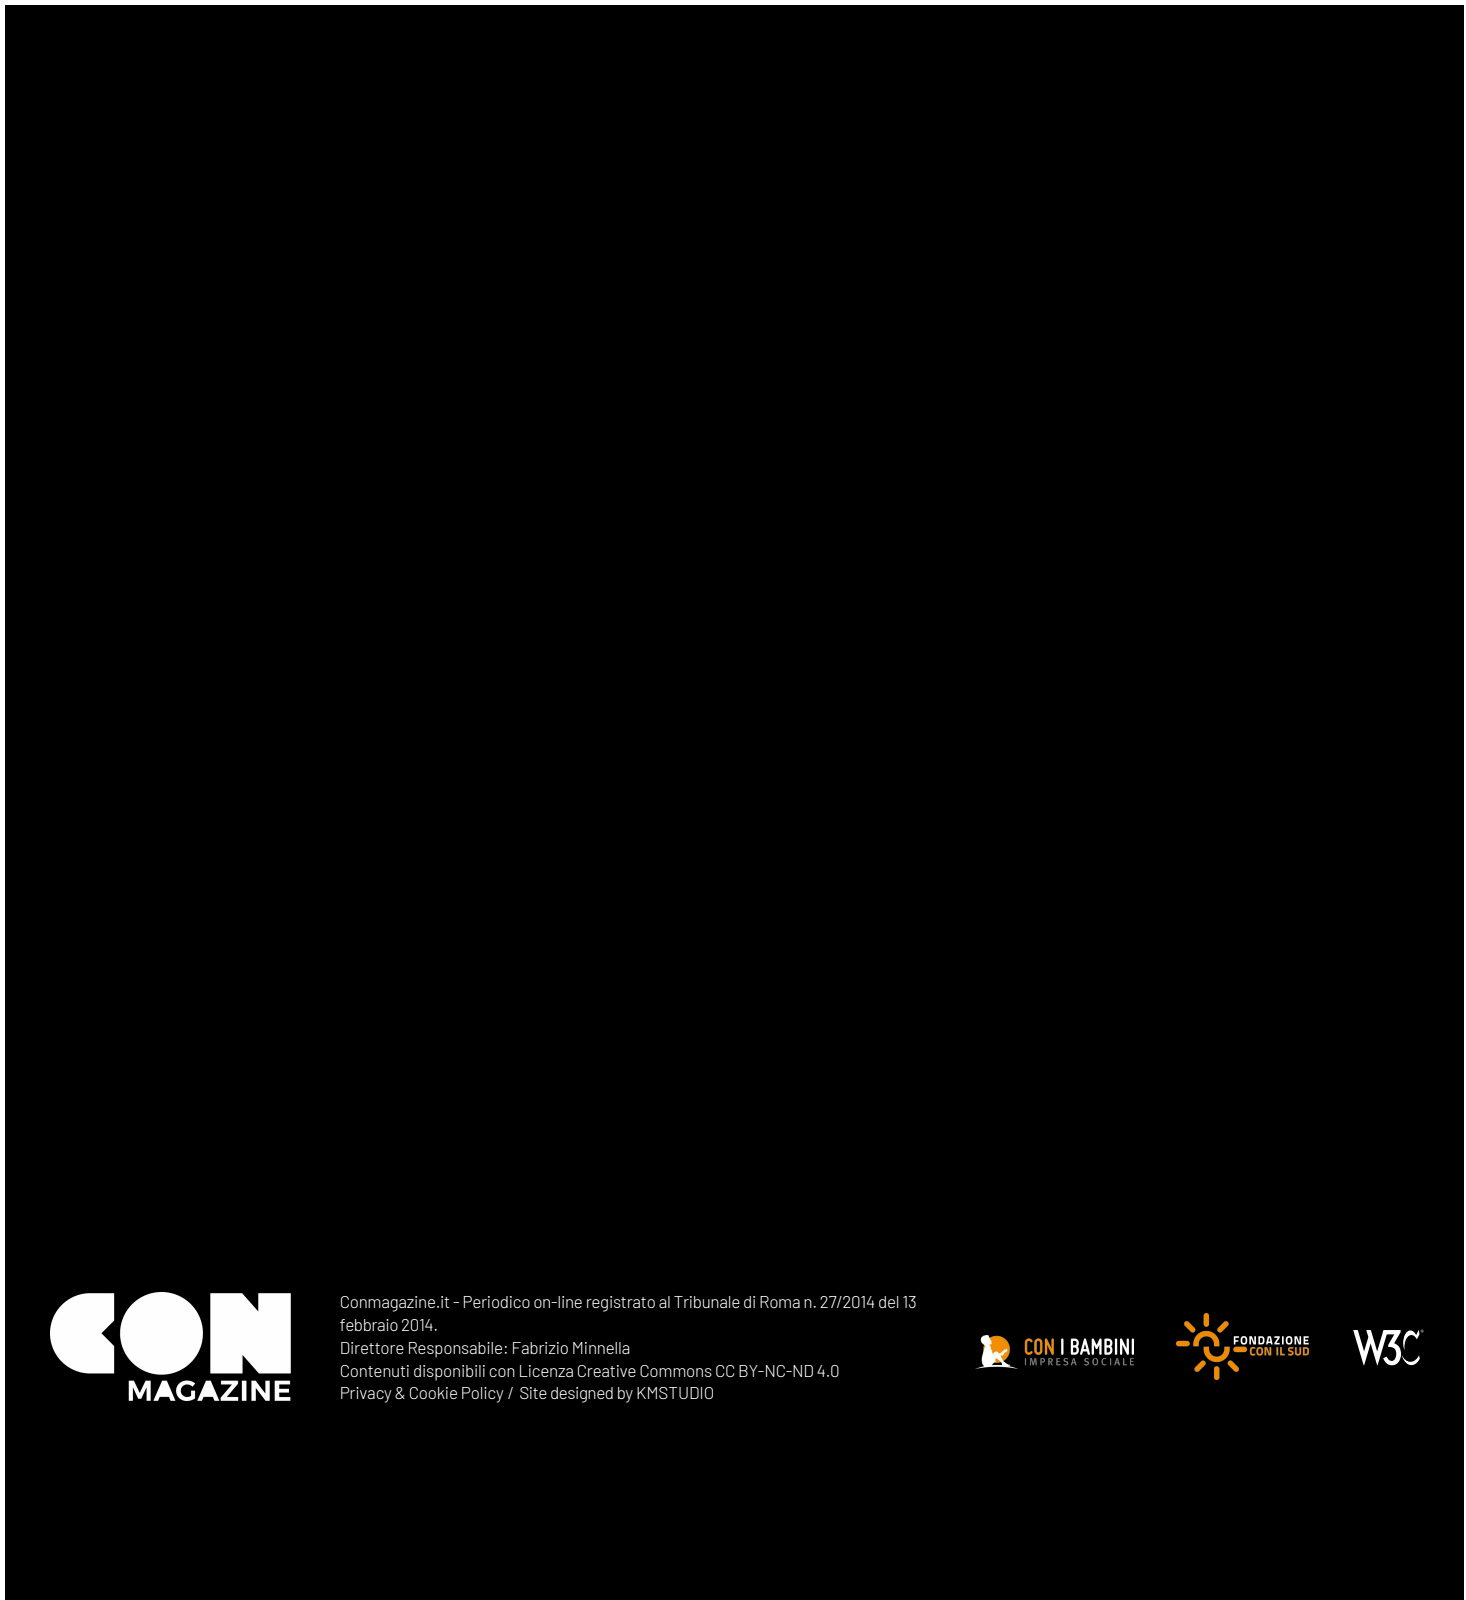 CON
MAGAZINE
Conmagazine.it - Periodico on-line registrato al Tribunale di Roma n. 27/2014 del 13
febbraio 2014.
Direttore Responsabile: Fabrizio Minnella
Contenuti disponibili con Licenza Creative Commons CC BY-NC-ND 4.0
Privacy & Cookie Policy / Site designed by KMSTUDIO
CON I BAMBINI
IMPRESA SOCIALE
FONDAZIONE
CON IL SUD
W3C®